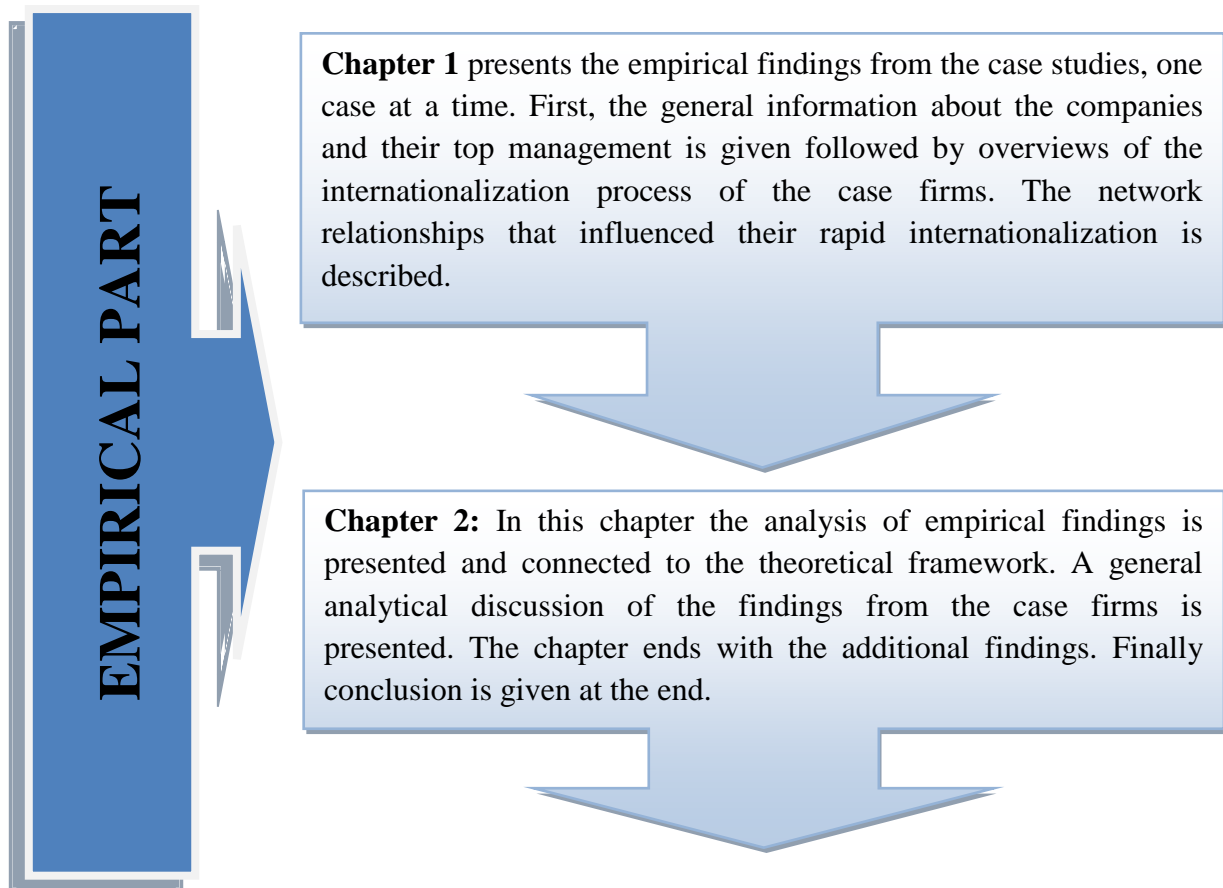 EMPIRICAL PART
Chapter 1 presents the empirical findings from the case studies, one
case at a time. First, the general information about the companies
and their top management is given followed by overviews of the
internationalization process of the case firms. The network
relationships that influenced their rapid internationalization is
described.
Chapter 2: In this chapter the analysis of empirical findings is
presented and connected to the theoretical framework. A general
analytical discussion of the findings from the case firms is
presented. The chapter ends with the additional findings. Finally
conclusion is given at the end.